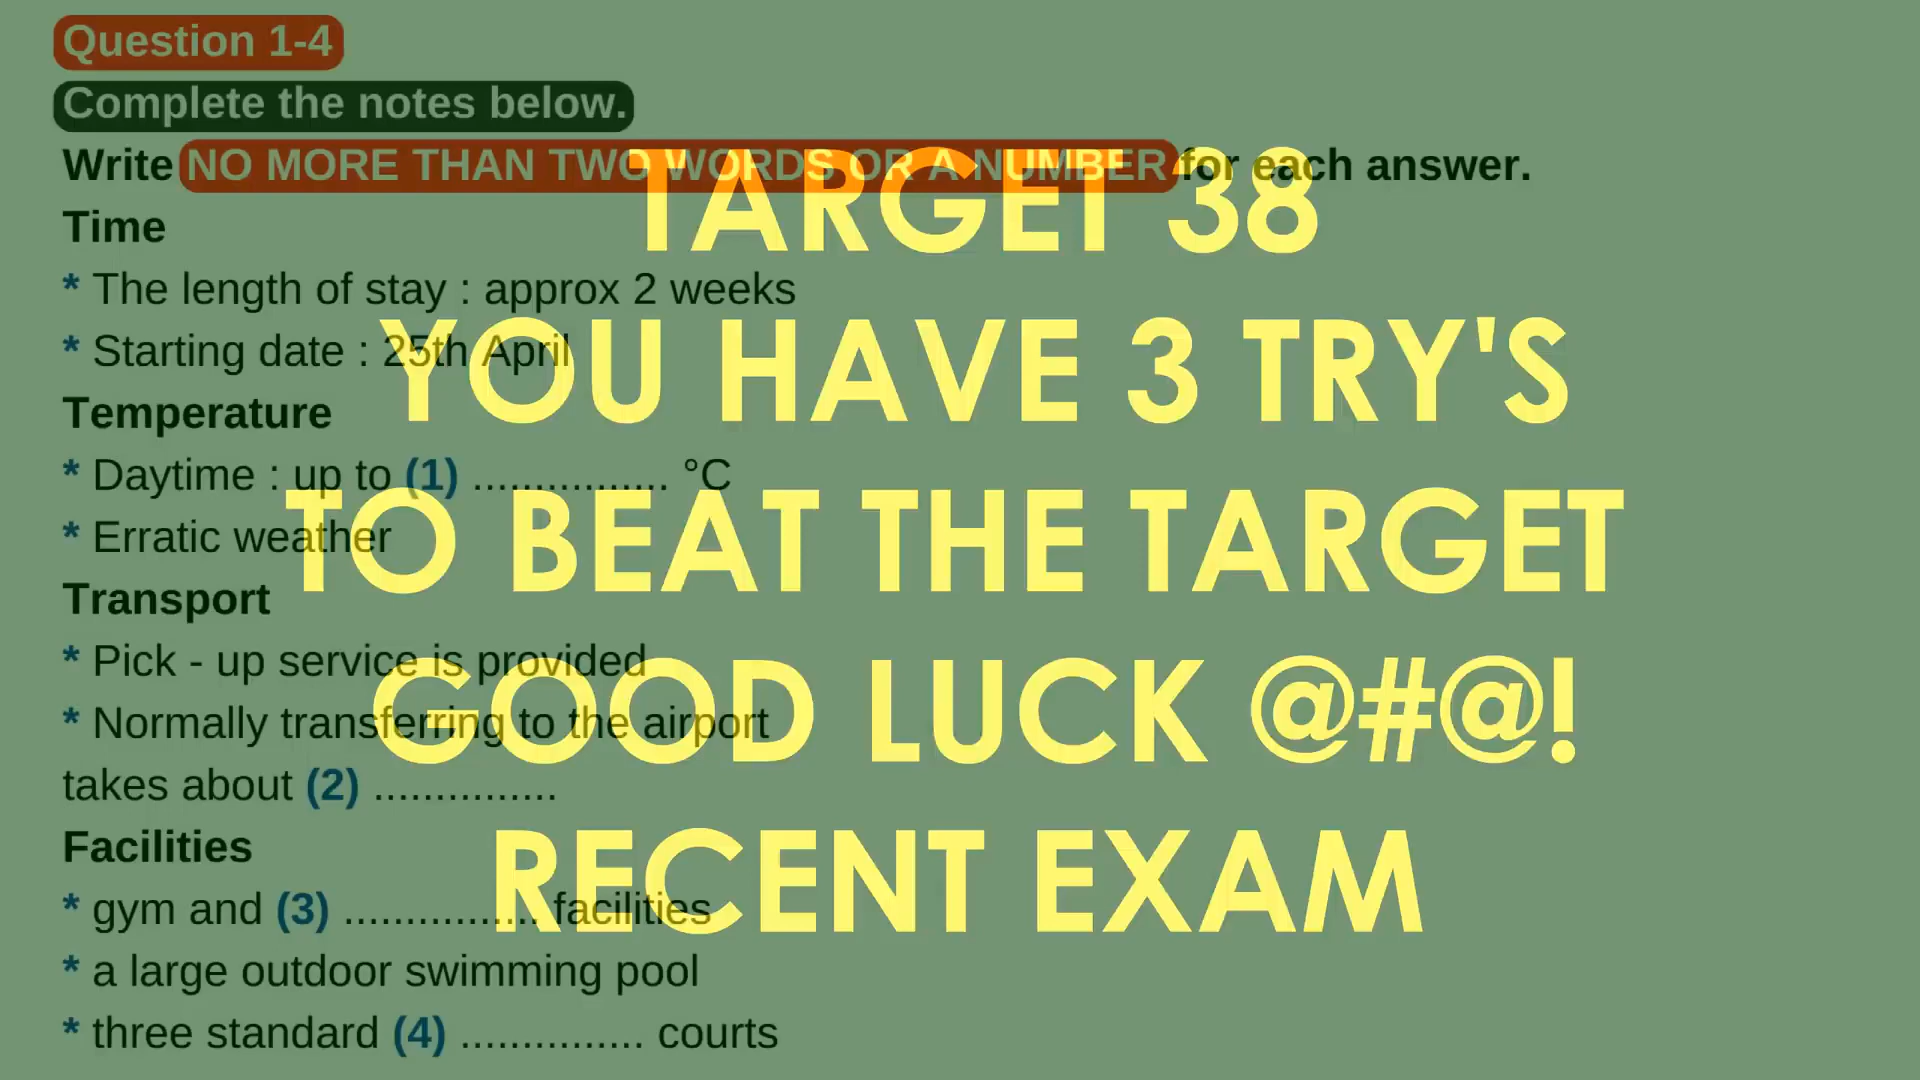 Question 1-4
Complete the notes below.
Write NO MORE THAN TWO WORDS OR A NUMBER for each answer.
Time
* The length of stay : approx 2 weeks
* Starting date : 25th April
Temperature
* Daytime : up to (1) ................ °C
* Erratic weather
Transport
* Pick - up service is provided
* Normally transferring to the airport
takes about (2) ...............
Facilities
* gym and (3) ................ facilities
* a large outdoor swimming pool
* three standard (4) ............... courts
TARGET 38
YOU HAVE 3 TRY'S
TO BEAT THE TARGET
GOOD LUCK @#@!
RECENT EXAM